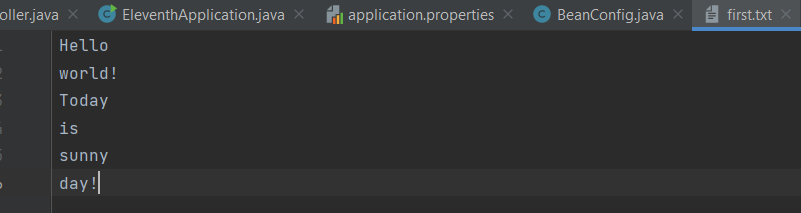 oller.java EleventhApplication.java application.properties BeanConfig.java first.txt
Hello
world!
Today
is
sunny
day!